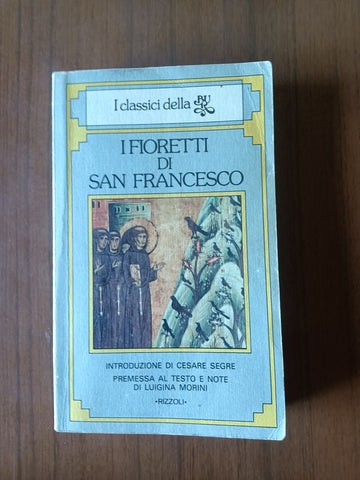 I classici della BUR
I FIORETTI
DI
SAN FRANCESCO
INTRODUZIONE DI CESARE SEGRE
PREMESSA AL TESTO E NOTE
DI LUIGINA MORINI
•RIZZOLI•